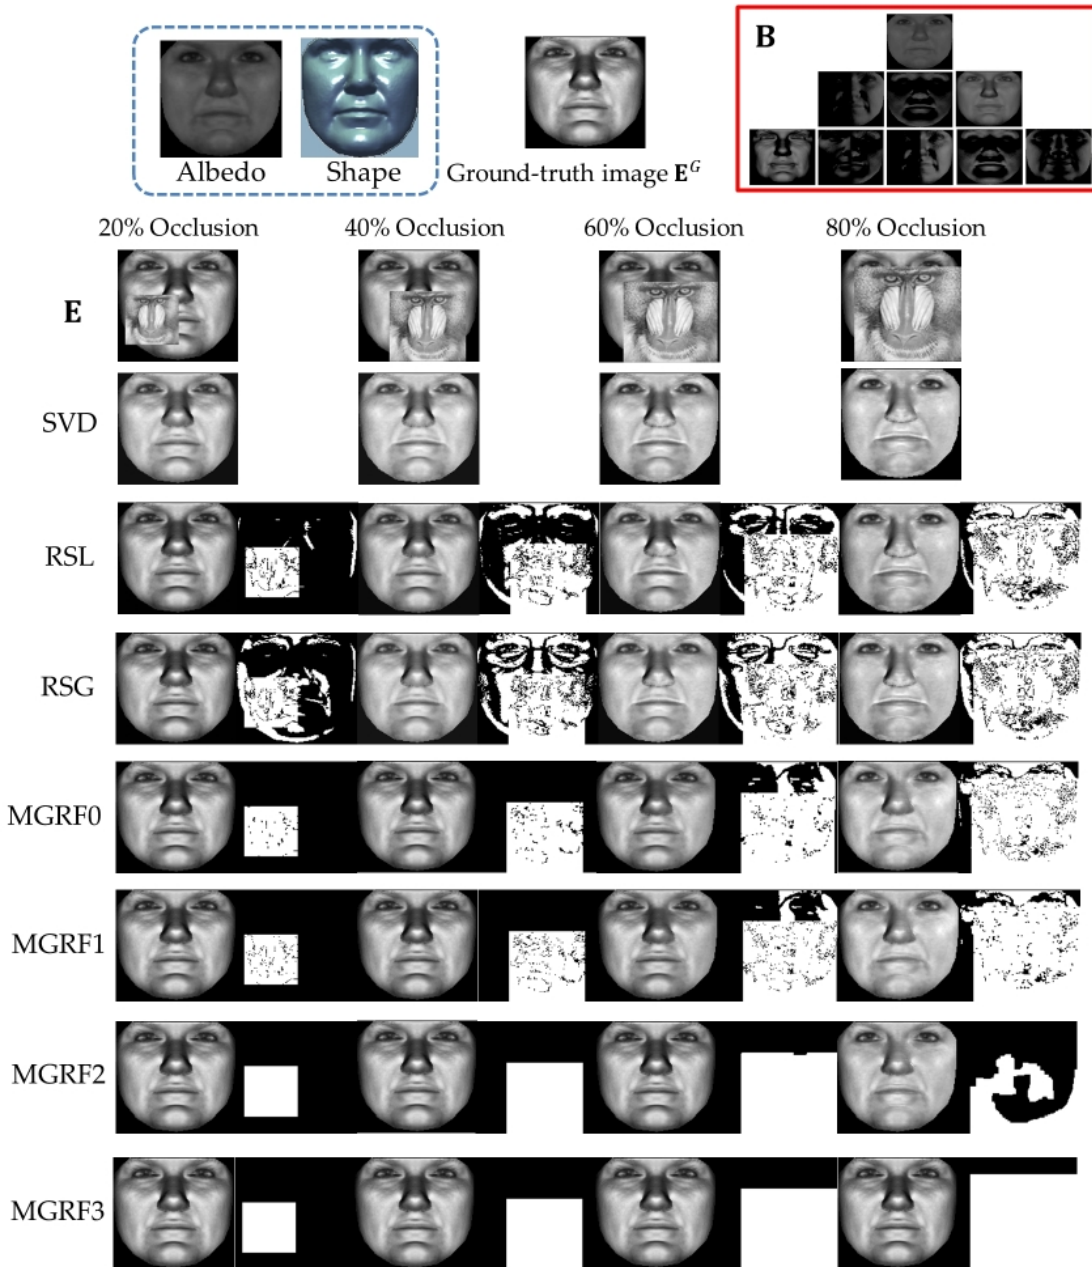 B
Albedo
Shape
Ground-truth image E^G
20% Occlusion
40% Occlusion
60% Occlusion
80% Occlusion
E
SVD
RSL
RSG
MGRF0
MGRF1
MGRF2
MGRF3